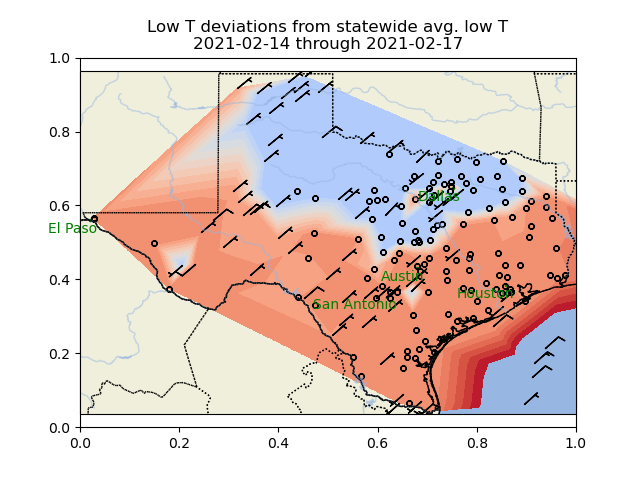 Low T deviations from statewide avg. low T
2021-02-14 through 2021-02-17
1.0
0.8
0.6
0.4
0.2
0.0
Dallas
El Paso
Austin
Houston
San Antonio
0.0 0.2 0.4 0.6 0.8 1.0